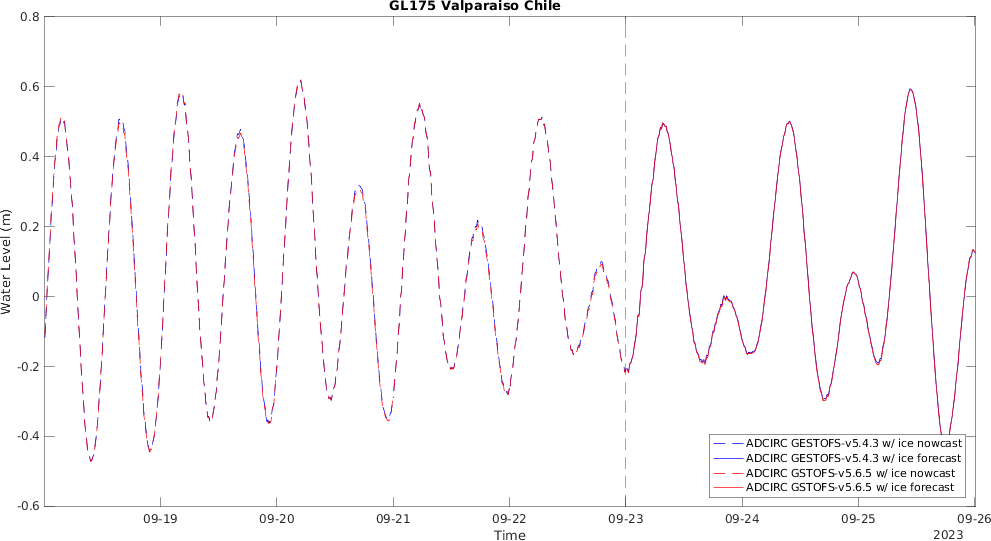 GL175 Valparaiso Chile
0.8
0.6
0.4
0.2
0
-0.2
-0.4
-0.6
Water Level (m)
ADCIRC GESTOFS-v5.4.3 w/ ice nowcast
ADCIRC GESTOFS-v5.4.3 w/ ice forecast
ADCIRC GSTOFS-v5.6.5 w/ ice nowcast
ADCIRC GSTOFS-v5.6.5 w/ ice forecast
09-19 09-20 09-21 09-22 09-23 09-24 09-25 09-26
Time
2023